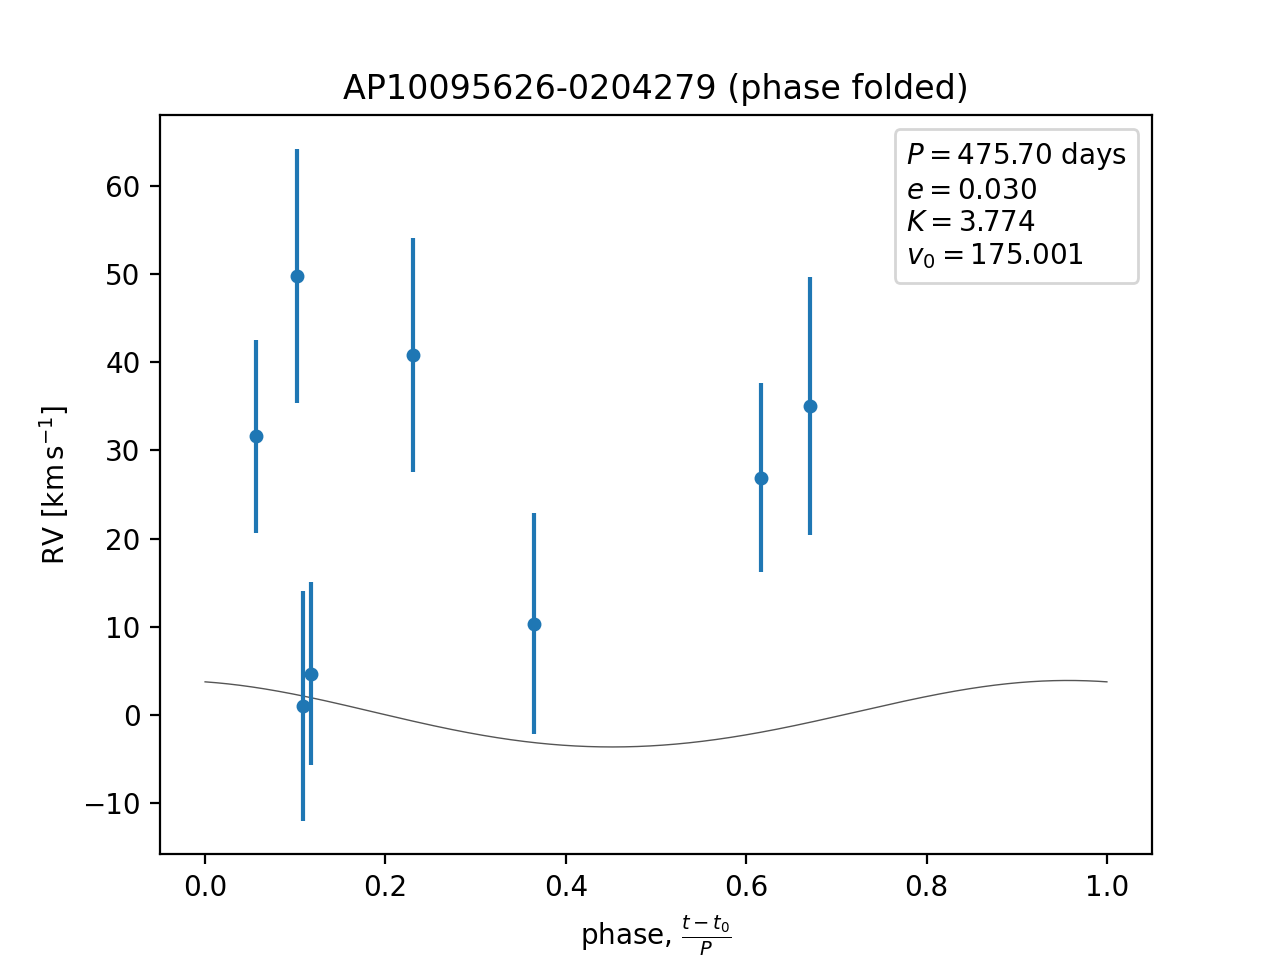 AP10095626-0204279 (phase folded)
P = 475.70 days
e = 0.030
K = 3.774
v₀ = 175.001
RV [km s⁻¹]
60
50
40
30
20
10
0
−10
0.0 0.2 0.4 0.6 0.8 1.0
phase, (t − t₀)/P